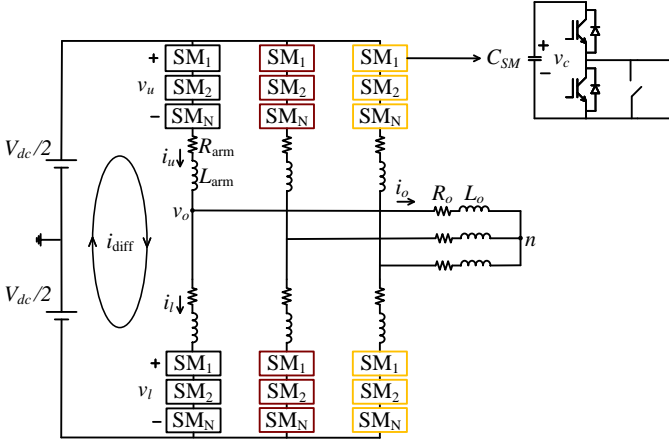 + SM1 SM1 SM1 CSM + vc −
vu SM2 SM2 SM2
− SMN SMN SMN
Vdc/2 iu Rarm
Larm
vo io Ro Lo
idiff n
Vdc/2 il
+ SM1 SM1 SM1
vl SM2 SM2 SM2
− SMN SMN SMN